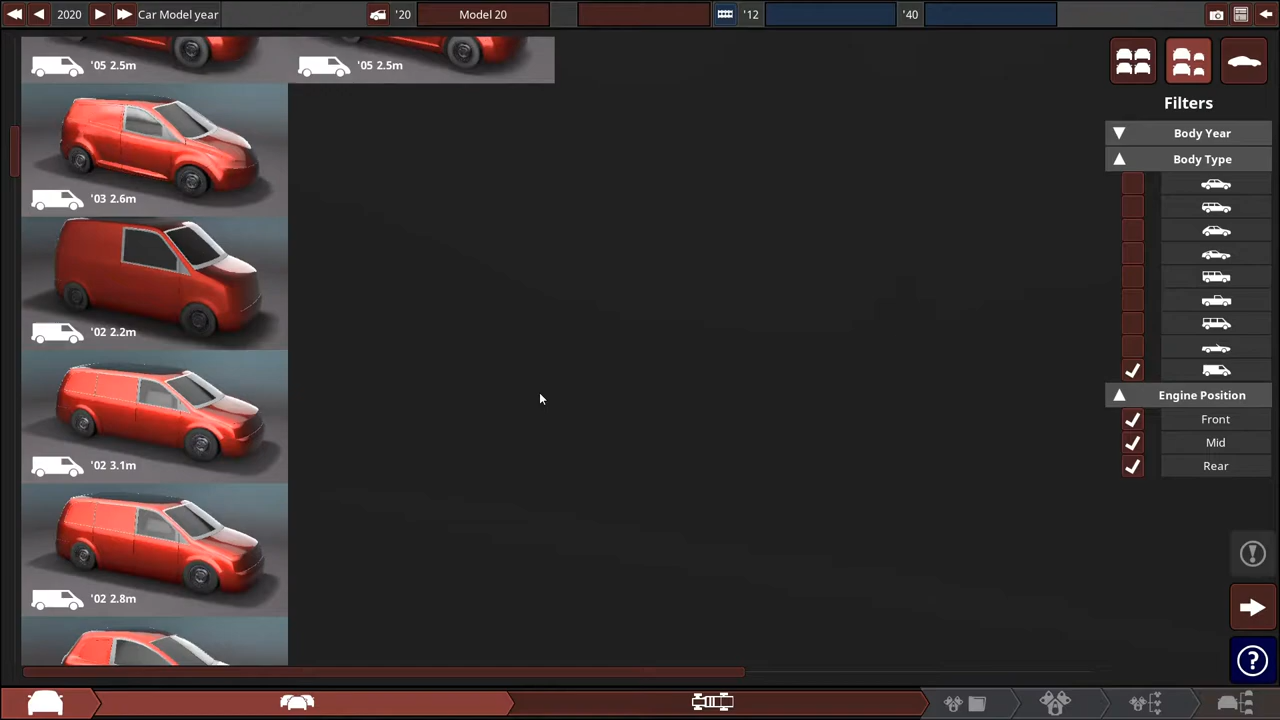 2020 Car Model year '20 Model 20 '12 '40
'05 2.5m '05 2.5m
'03 2.6m
'02 2.2m
'02 3.1m
'02 2.8m
Filters
Body Year
Body Type
Engine Position
Front
Mid
Rear
?